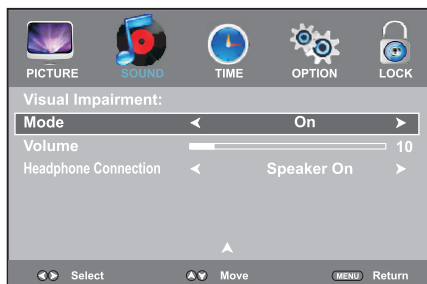 PICTURE SOUND TIME OPTION LOCK
Visual Impairment:
Mode On
Volume 10
Headphone Connection Speaker On
Select Move MENU Return